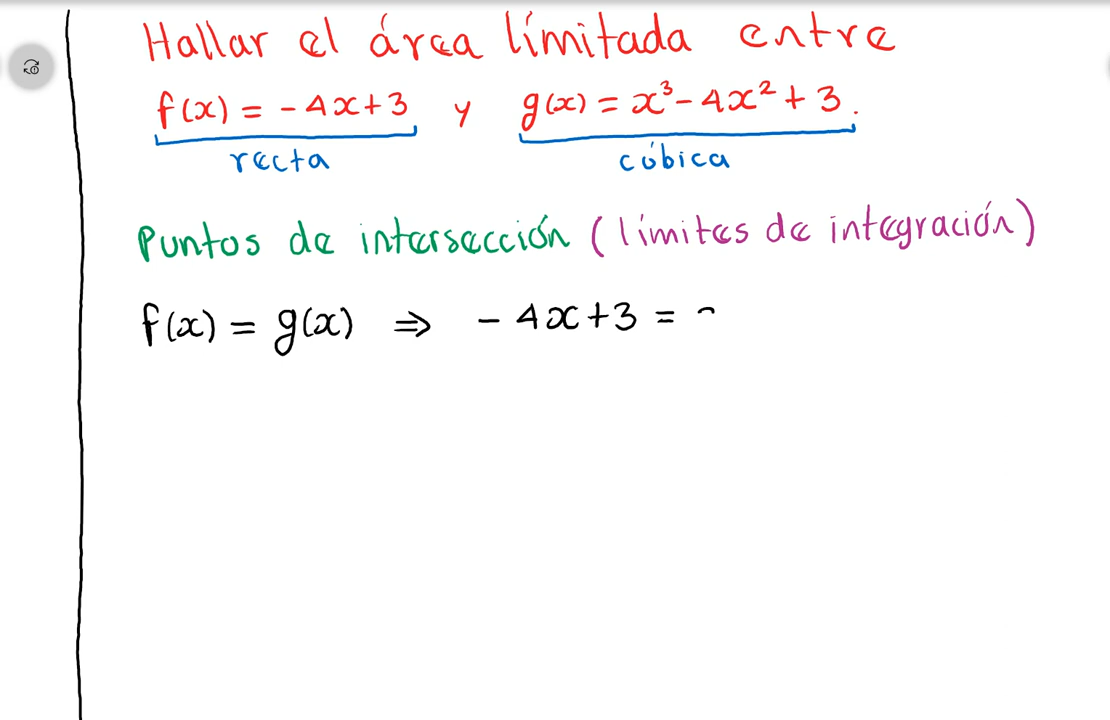 Hallar el área limitada entre
f(x) = -4x+3 y g(x) = x³-4x²+3.
recta cúbica
Puntos de intersección (límites de integración)
f(x) = g(x) ⇒ -4x+3 =